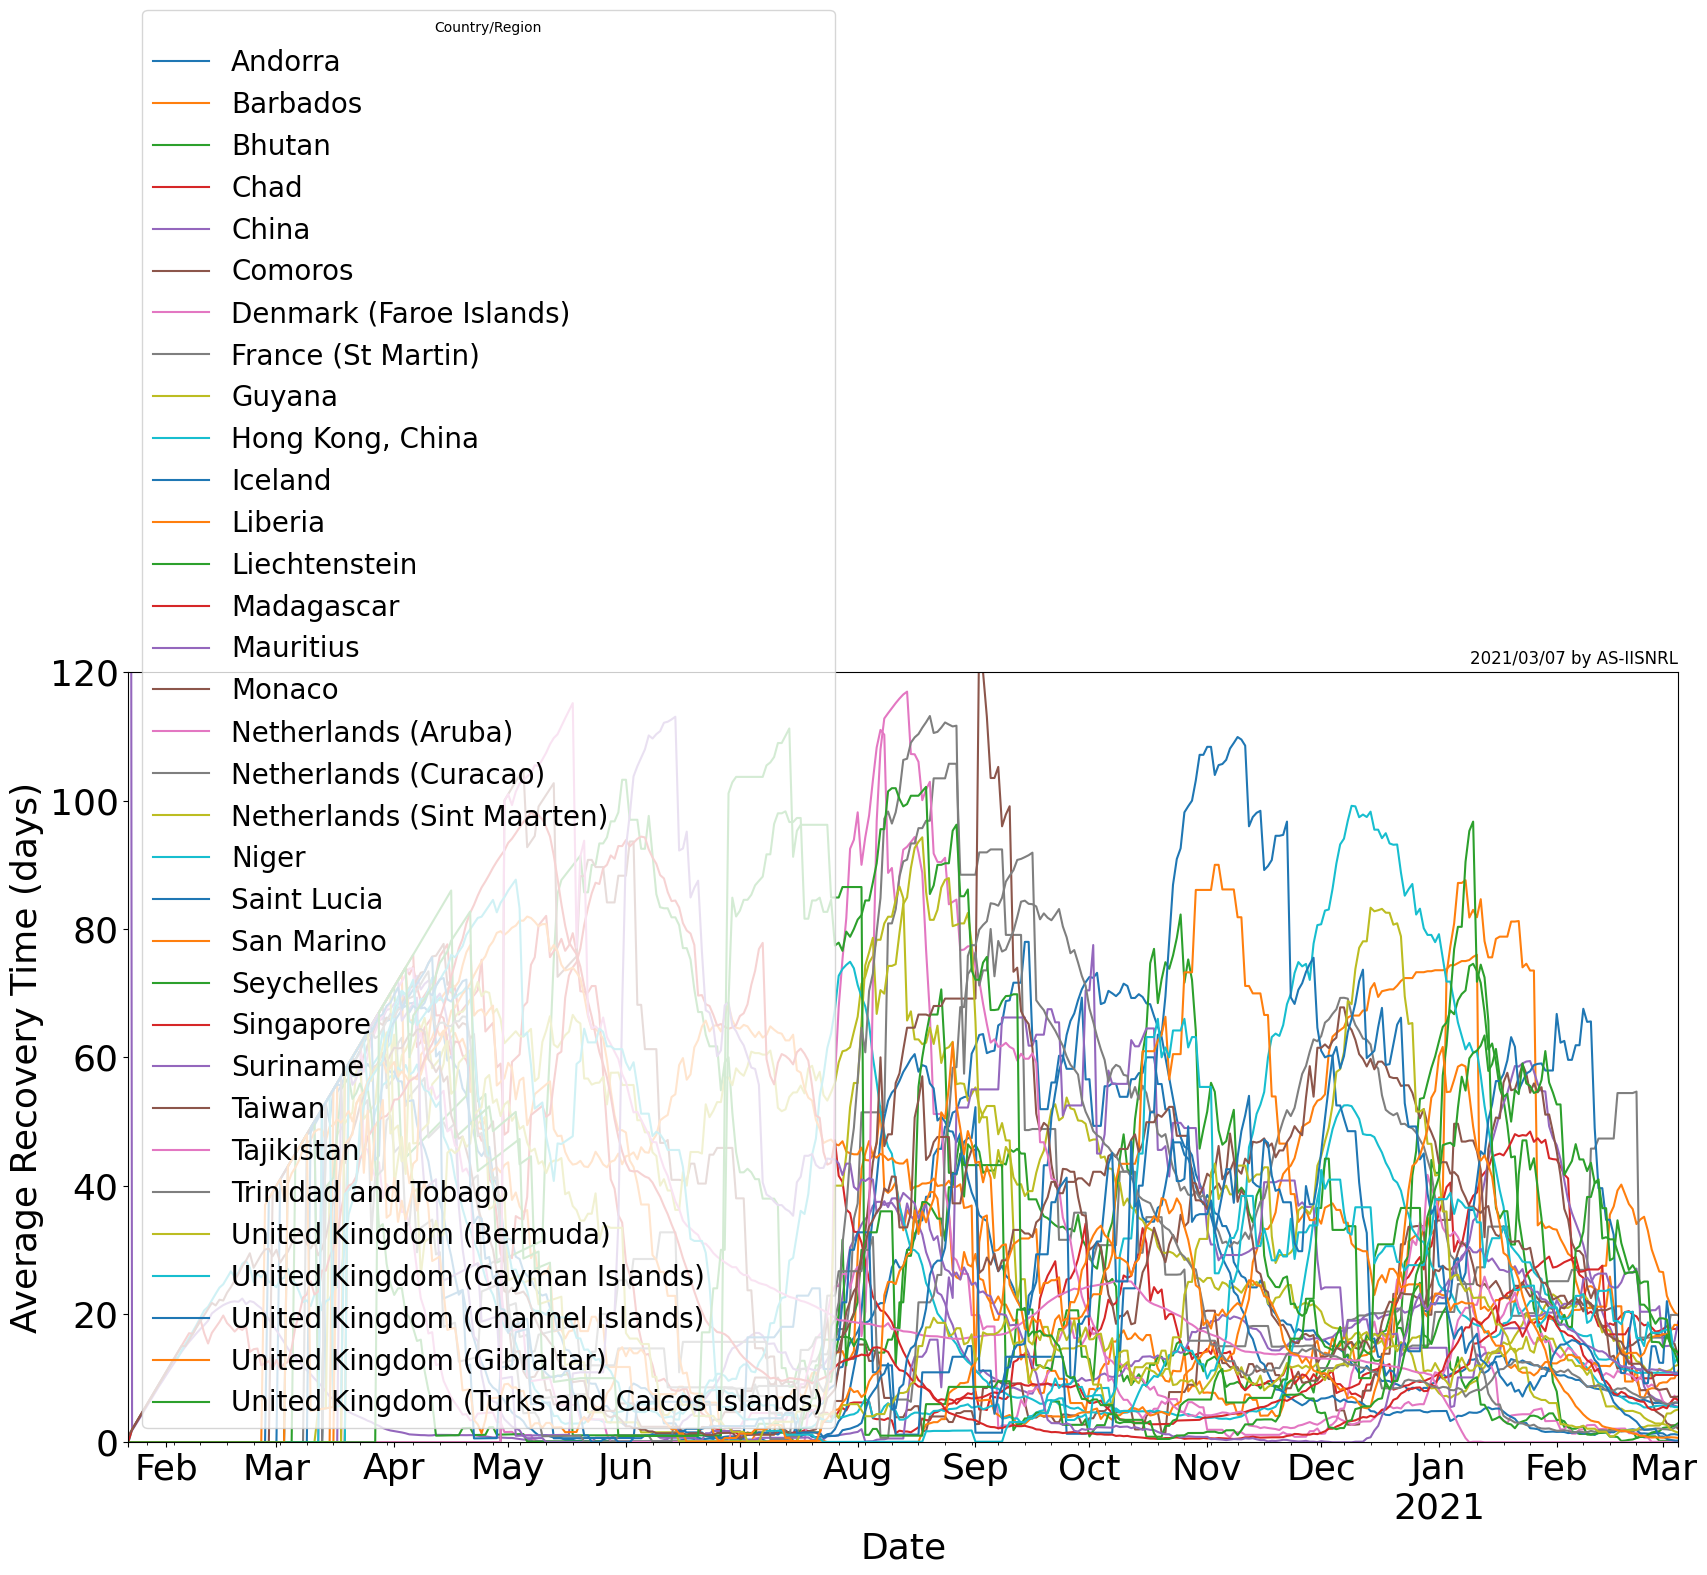 Country/Region
Andorra
Barbados
Bhutan
Chad
China
Comoros
Denmark (Faroe Islands)
France (St Martin)
Guyana
Hong Kong, China
Iceland
Liberia
Liechtenstein
Madagascar
Mauritius
Monaco
Netherlands (Aruba)
Netherlands (Curacao)
Netherlands (Sint Maarten)
Niger
Saint Lucia
San Marino
Seychelles
Singapore
Suriname
Taiwan
Tajikistan
Trinidad and Tobago
United Kingdom (Bermuda)
United Kingdom (Cayman Islands)
United Kingdom (Channel Islands)
United Kingdom (Gibraltar)
United Kingdom (Turks and Caicos Islands)
2021/03/07 by AS-IISNRL
Average Recovery Time (days)
120
100
80
60
40
20
0
Feb Mar Apr May Jun Jul Aug Sep Oct Nov Dec Jan Feb Mar
2021
Date